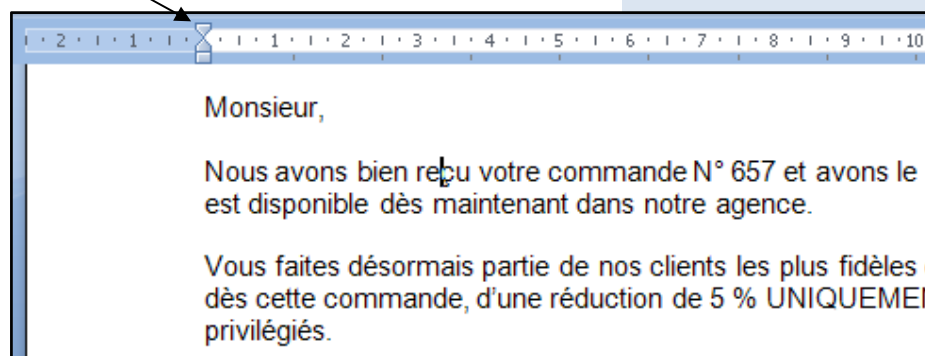 2 1 1 2 3 4 5 6 7 8 9 10
Monsieur,
Nous avons bien reçu votre commande N° 657 et avons le
est disponible dès maintenant dans notre agence.
Vous faites désormais partie de nos clients les plus fidèles
dès cette commande, d'une réduction de 5 % UNIQUEMEN
privilégiés.